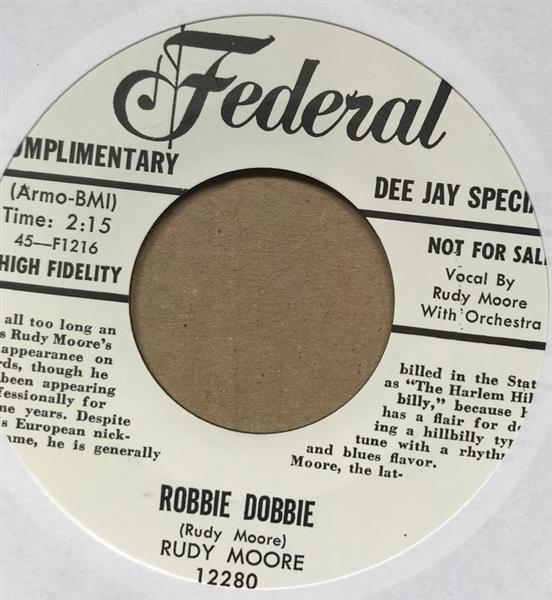 Federal
OMPLIMENTARY
DEE JAY SPECI
(Armo-BMI)
Time: 2:15
45—F1216
HIGH FIDELITY
NOT FOR SAL
Vocal By
Rudy Moore
With Orchestra
all too long an
s Rudy Moore's
appearance on
rds, though he
been appearing
fessionally for
me years. Despite
is European nick-
ame, he is generally
billed in the Stat
as "The Harlem Hil
billy," because h
has a flair for d
ing a hillbilly ty
tune with a rhyth
and blues flavor.
Moore, the lat-
ROBBIE DOBBIE
(Rudy Moore)
RUDY MOORE
12280